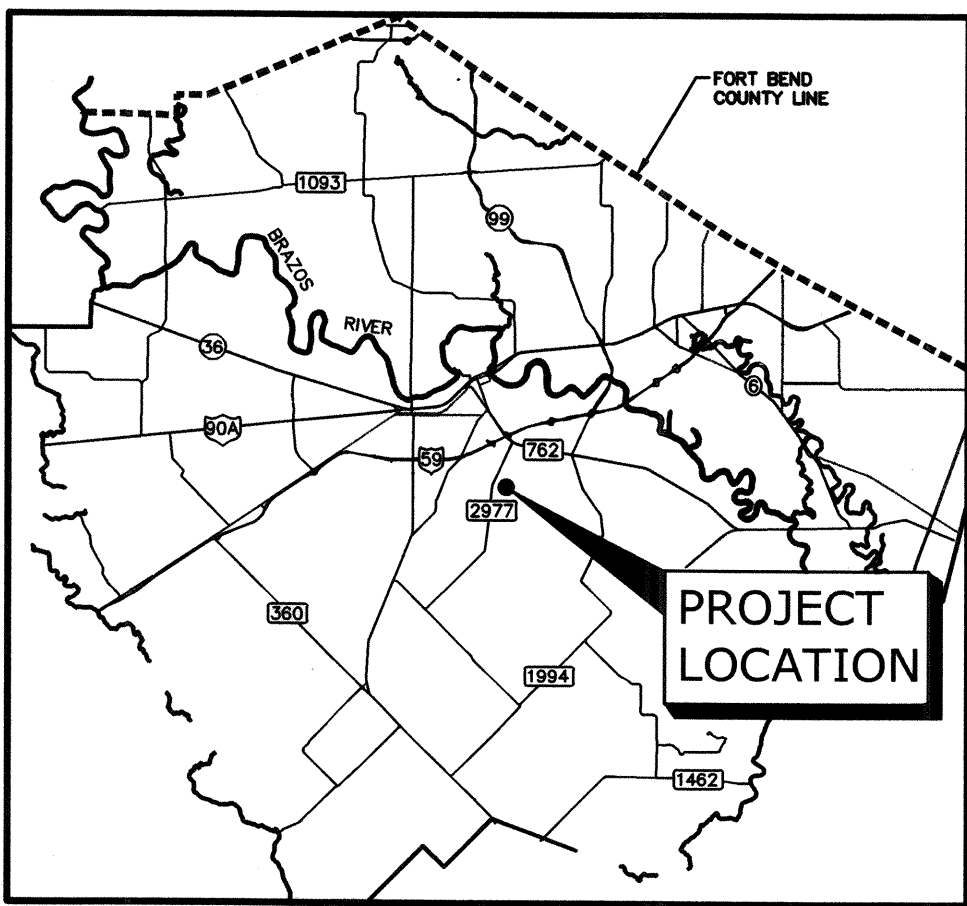 FORT BEND
COUNTY LINE
1093
99
BRAZOS
RIVER
36
6
90A
59
762
2977
360
PROJECT
LOCATION
1994
1462